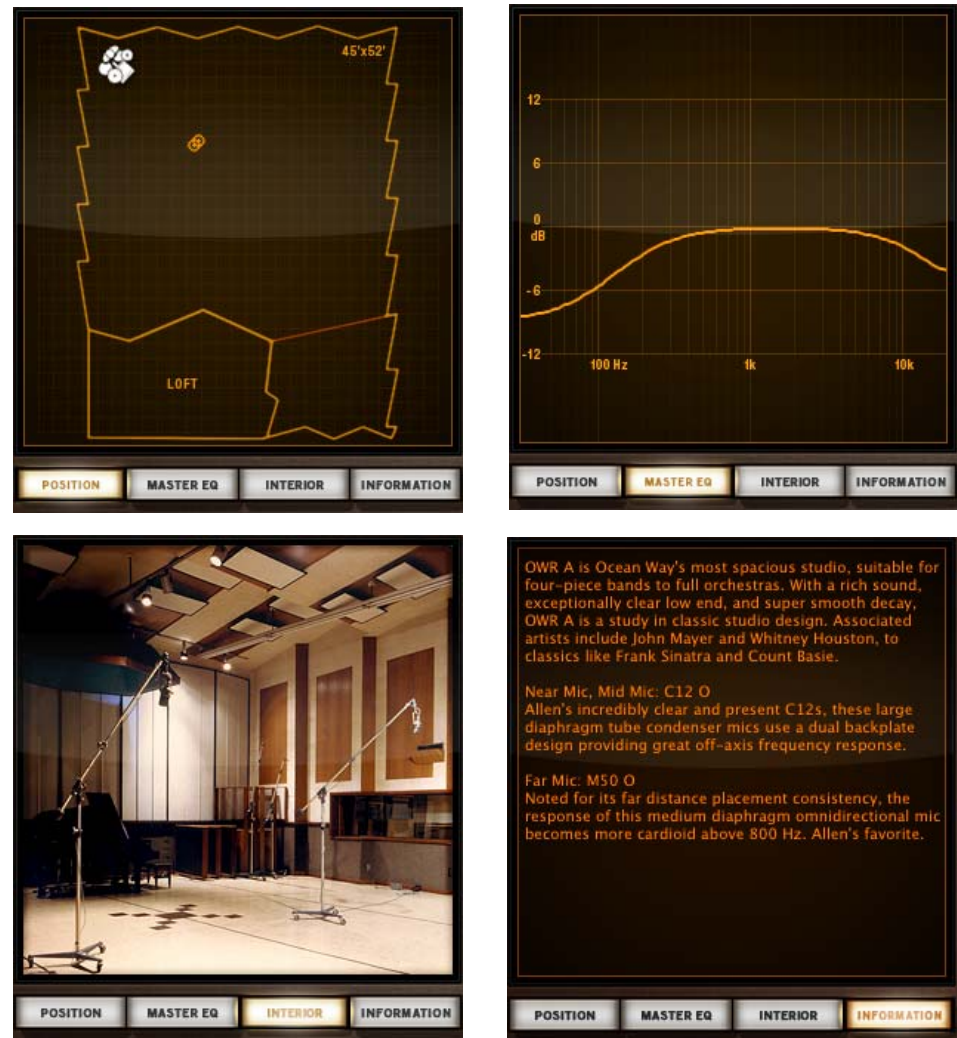 45'x52'
LOFT
POSITION
MASTER EQ
INTERIOR
INFORMATION
12
6
0
dB
-6
-12
100 Hz
1k
10k
POSITION
MASTER EQ
INTERIOR
INFORMATION
POSITION
MASTER EQ
INTERIOR
INFORMATION
OWR A is Ocean Way's most spacious studio, suitable for
four-piece bands to full orchestras. With a rich sound,
exceptionally clear low end, and super smooth decay,
OWR A is a study in classic studio design. Associated
artists include John Mayer and Whitney Houston, to
classics like Frank Sinatra and Count Basie.
Near Mic, Mid Mic: C12 O
Allen's incredibly clear and present C12s, these large
diaphragm tube condenser mics use a dual backplate
design providing great off-axis frequency response.
Far Mic: M50 O
Noted for its far distance placement consistency, the
response of this medium diaphragm omnidirectional mic
becomes more cardioid above 800 Hz. Allen's favorite.
POSITION
MASTER EQ
INTERIOR
INFORMATION